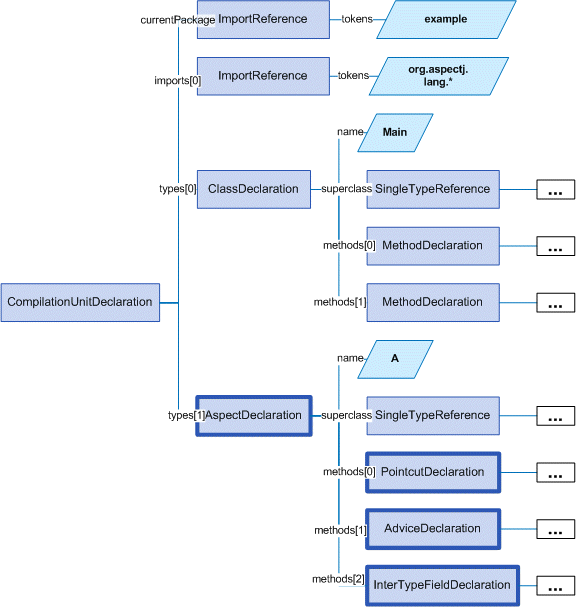 currentPackage ImportReference tokens example
imports[0] ImportReference tokens org.aspectj.
lang.*
name Main
types[0] ClassDeclaration superclass SingleTypeReference ...
methods[0] MethodDeclaration ...
CompilationUnitDeclaration methods[1] MethodDeclaration ...
name A
types[1] AspectDeclaration superclass SingleTypeReference ...
methods[0] PointcutDeclaration ...
methods[1] AdviceDeclaration ...
methods[2] InterTypeFieldDeclaration ...